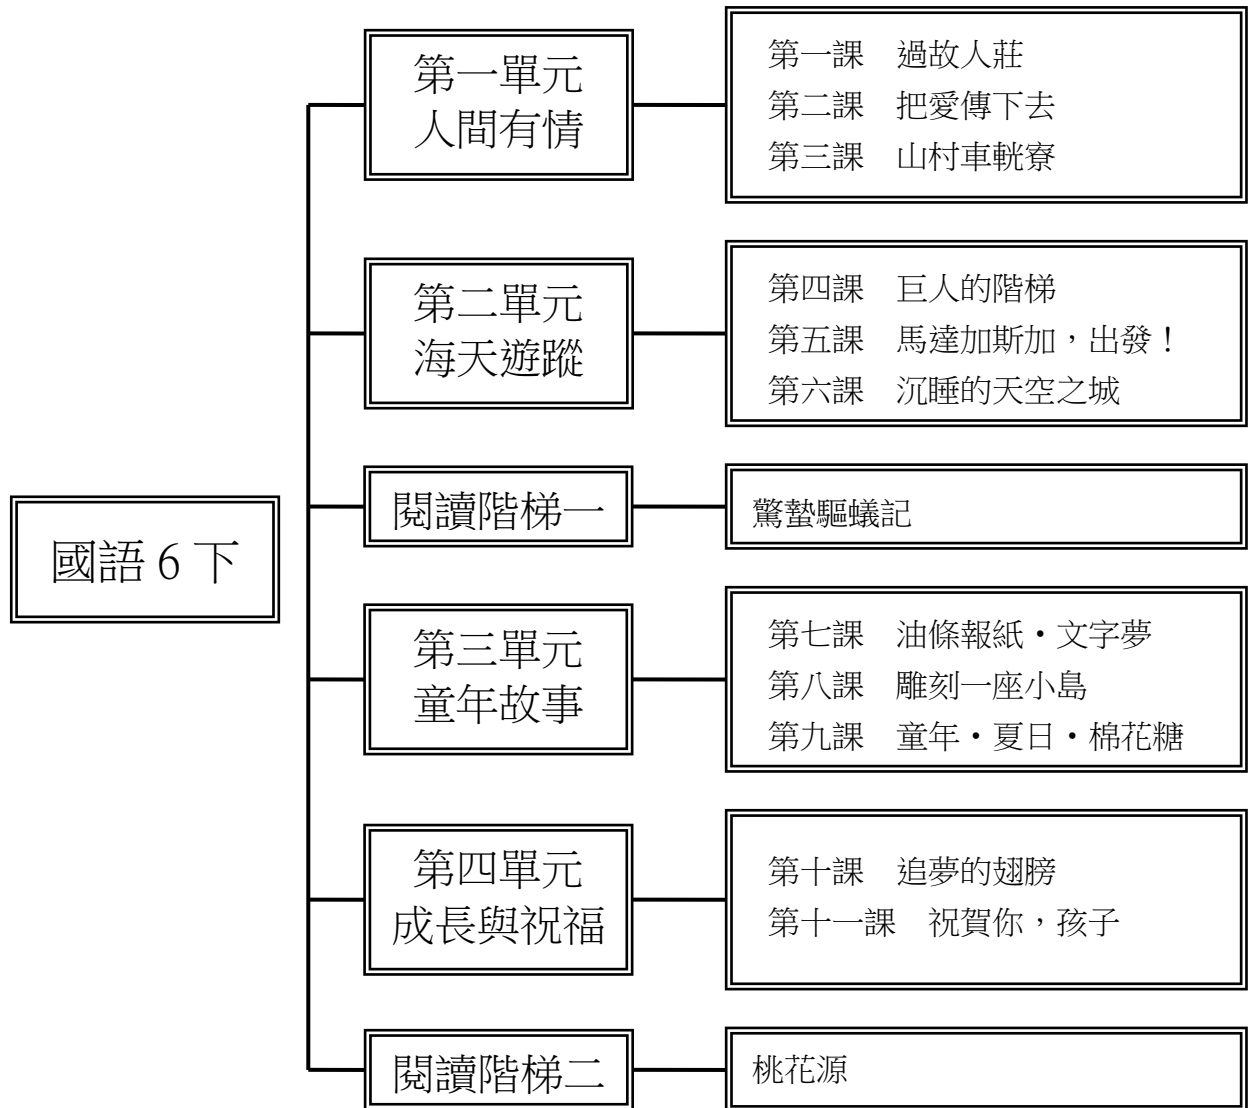 國語 6 下
第一單元
人間有情
第一課　過故人莊
第二課　把愛傳下去
第三課　山村車輄寮
第二單元
海天遊蹤
第四課　巨人的階梯
第五課　馬達加斯加，出發！
第六課　沉睡的天空之城
閱讀階梯一
驚蟄驅蟻記
第三單元
童年故事
第七課　油條報紙・文字夢
第八課　雕刻一座小島
第九課　童年・夏日・棉花糖
第四單元
成長與祝福
第十課　追夢的翅膀
第十一課　祝賀你，孩子
閱讀階梯二
桃花源